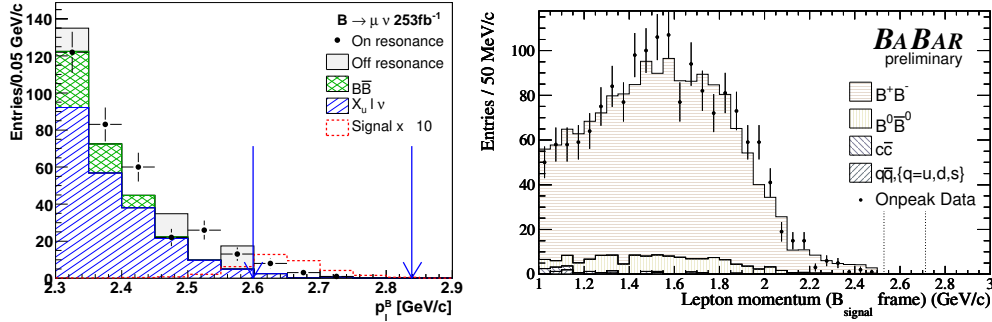 Entries/0.05 GeV/c
140
120
100
80
60
40
20
0
B → μ ν 253fb⁻¹
On resonance
Off resonance
BB̅
Xᵤ l ν
Signal x 10
2.3 2.4 2.5 2.6 2.7 2.8 2.9
pₗᴮ [GeV/c]
Entries / 50 MeV/c
100
80
60
40
20
0
BABAR
preliminary
B⁺B⁻
B⁰B̅⁰
cc̅
qq̅,{q=u,d,s}
Onpeak Data
1 1.2 1.4 1.6 1.8 2 2.2 2.4 2.6 2.8 3
Lepton momentum (B_signal frame) (GeV/c)